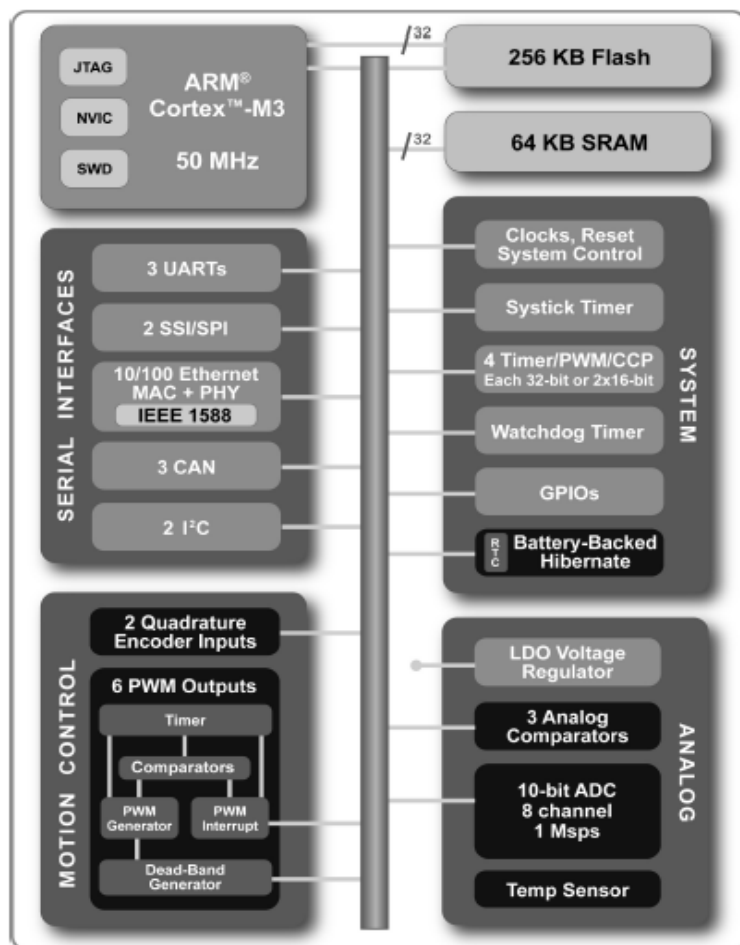 JTAG
NVIC
SWD
ARM®
Cortex™-M3
50 MHz
32
256 KB Flash
32
64 KB SRAM
SERIAL INTERFACES
3 UARTs
2 SSI/SPI
10/100 Ethernet
MAC + PHY
IEEE 1588
3 CAN
2 I²C
SYSTEM
Clocks, Reset
System Control
Systick Timer
4 Timer/PWM/CCP
Each 32-bit or 2x16-bit
Watchdog Timer
GPIOs
RTC
Battery-Backed
Hibernate
MOTION CONTROL
2 Quadrature
Encoder Inputs
6 PWM Outputs
Timer
Comparators
PWM
Generator
PWM
Interrupt
Dead-Band
Generator
ANALOG
LDO Voltage
Regulator
3 Analog
Comparators
10-bit ADC
8 channel
1 Msps
Temp Sensor